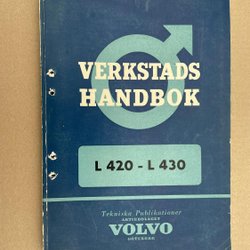 VERKSTADS
HANDBOK
L 420 - L 430
Tekniska Publikationer
AKTIEBOLAGET
VOLVO
GÖTEBORG